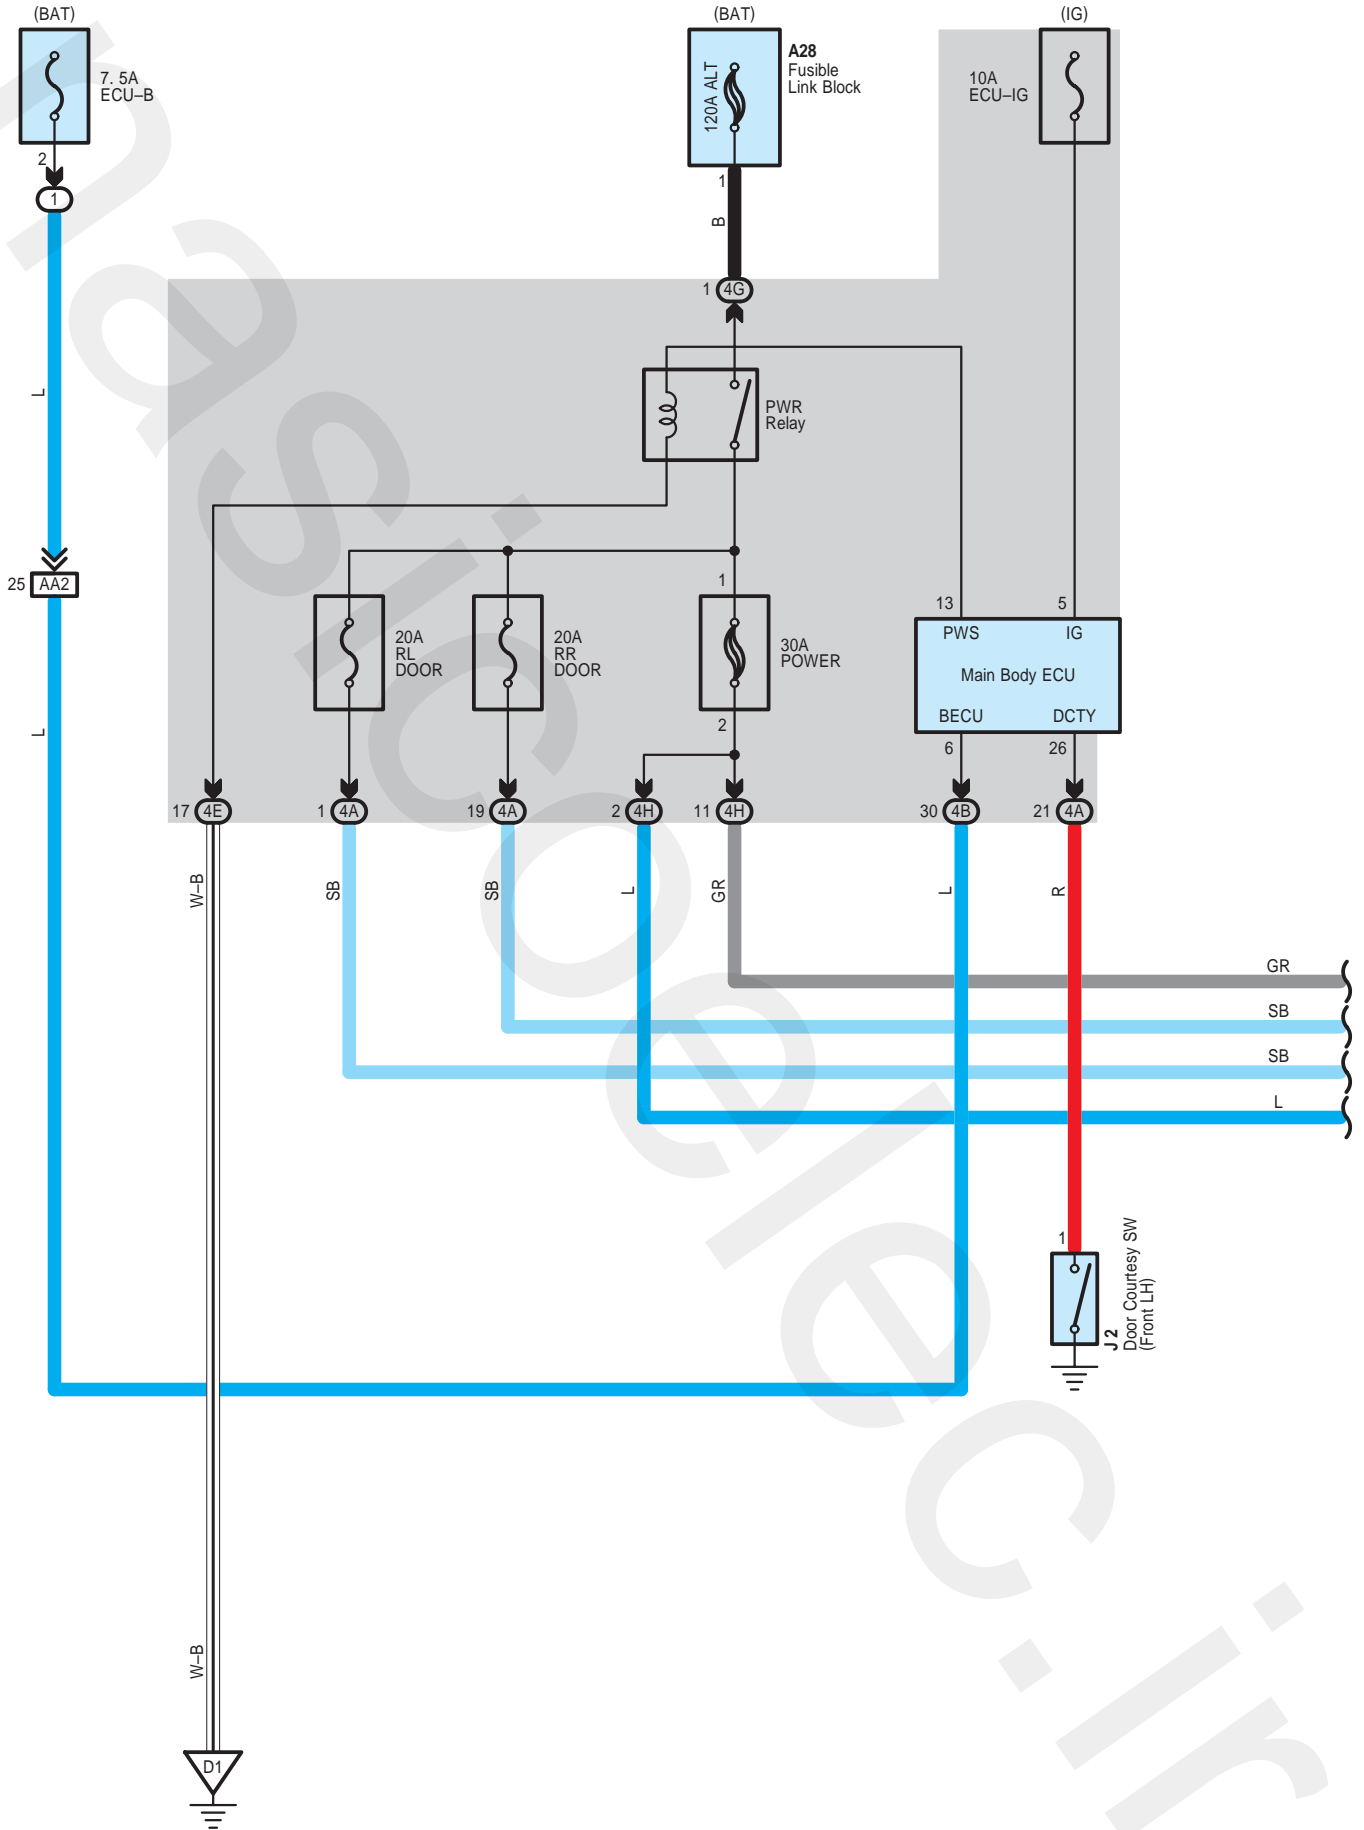 (BAT)
(BAT)
(IG)
7. 5A
ECU–B
120A ALT
A28
Fusible
Link Block
10A
ECU–IG
2
1
1
B
1
4G
L
PWR
Relay
25
AA2
L
1
20A
RL
DOOR
20A
RR
DOOR
30A
POWER
2
13
5
PWS
IG
Main Body ECU
BECU
DCTY
6
26
17
4E
1
4A
19
4A
2
4H
11
4H
30
4B
21
4A
W–B
SB
SB
L
GR
L
R
GR
SB
SB
L
1
J 2
Door Courtesy SW
(Front LH)
W–B
D1
nasicoelec.ir